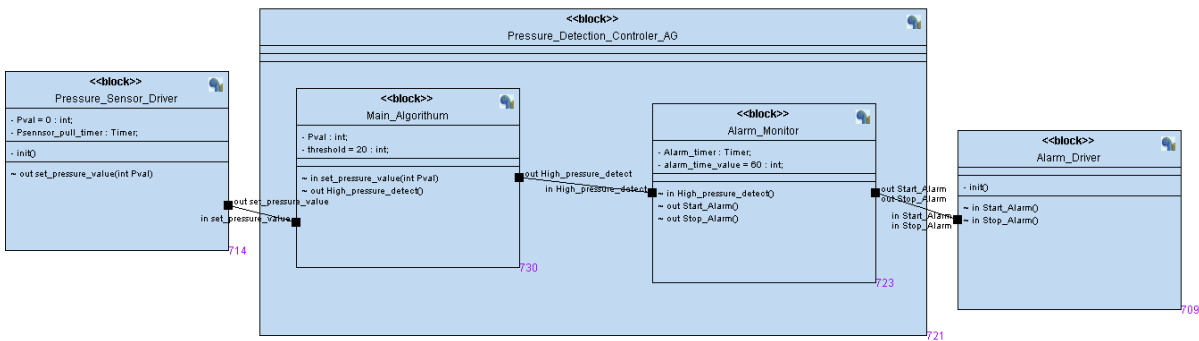 <<block>>
Pressure_Detection_Controler_AG
<<block>>
Pressure_Sensor_Driver
- Pval = 0 : int;
- Psennsor_pull_timer : Timer;
- init()
~ out set_pressure_value(int Pval)
out set_pressure_value
in set_pressure_value
714
<<block>>
Main_Algorithum
- Pval : int;
- threshold = 20 : int;
~ in set_pressure_value(int Pval)
~ out High_pressure_detect()
out High_pressure_detect
in High_pressure_detect
730
<<block>>
Alarm_Monitor
- Alarm_timer : Timer;
- alarm_time_value = 60 : int;
~ in High_pressure_detect()
~ out Start_Alarm()
~ out Stop_Alarm()
out Start_Alarm
out Stop_Alarm
in Start_Alarm
in Stop_Alarm
723
<<block>>
Alarm_Driver
- init()
~ in Start_Alarm()
~ in Stop_Alarm()
709
721